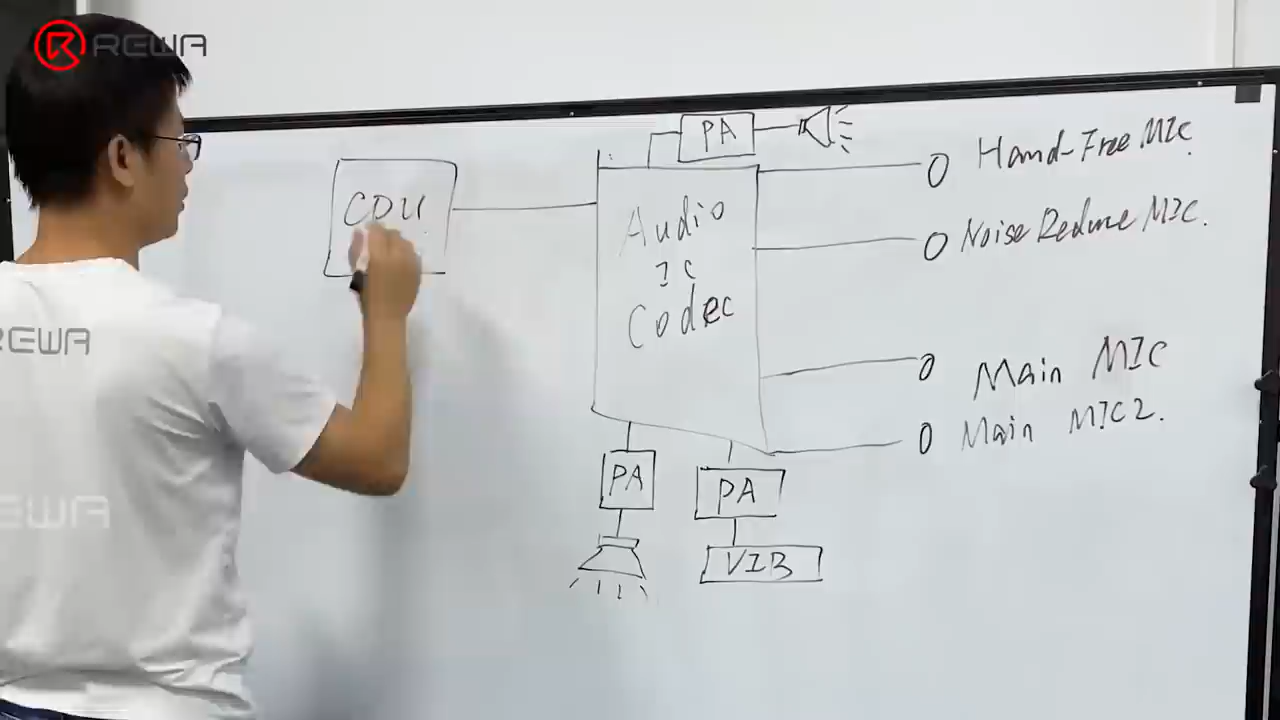 REWA
PA
Hand-Free MIC
CPU
Audio
IC
Codec
Noise Reduce MIC.
REWA
Main MIC
Main MIC2.
PA
PA
REWA
VIB